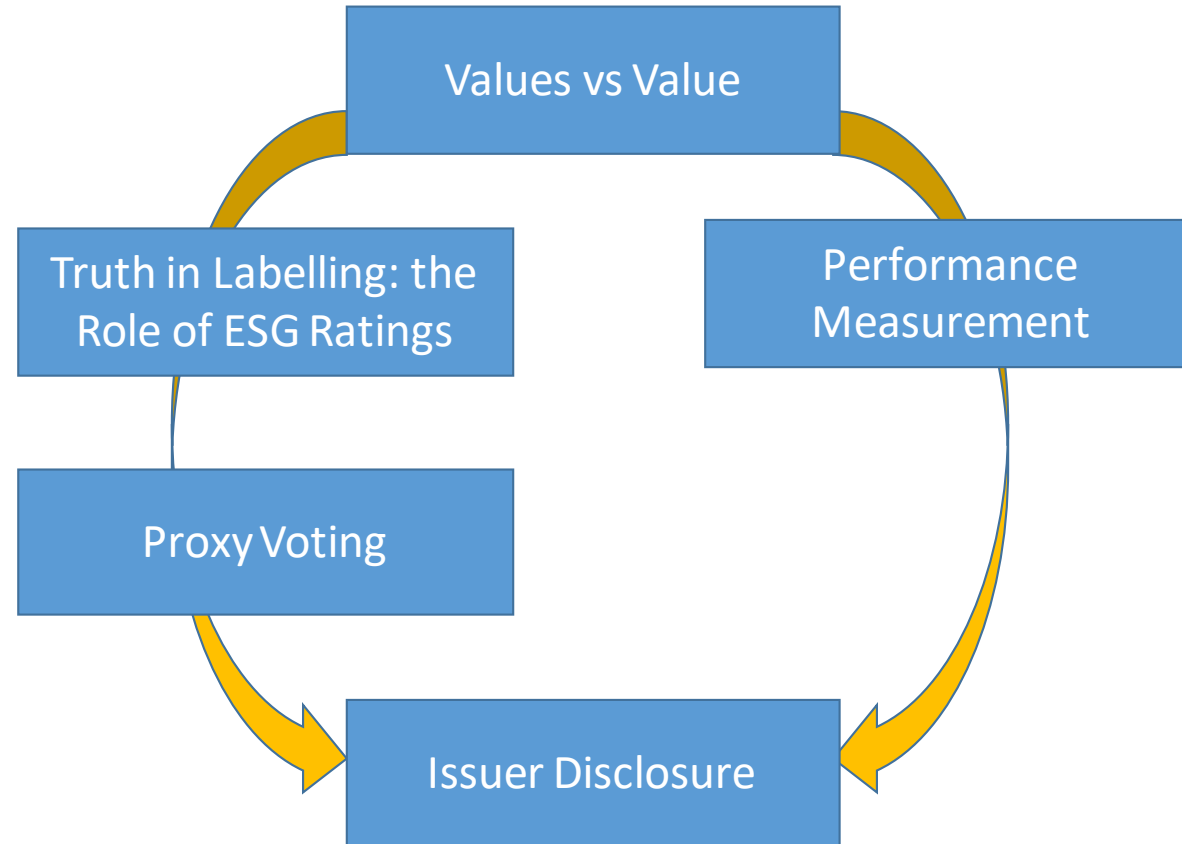 Values vs Value
Truth in Labelling: the
Role of ESG Ratings
Performance
Measurement
Proxy Voting
Issuer Disclosure